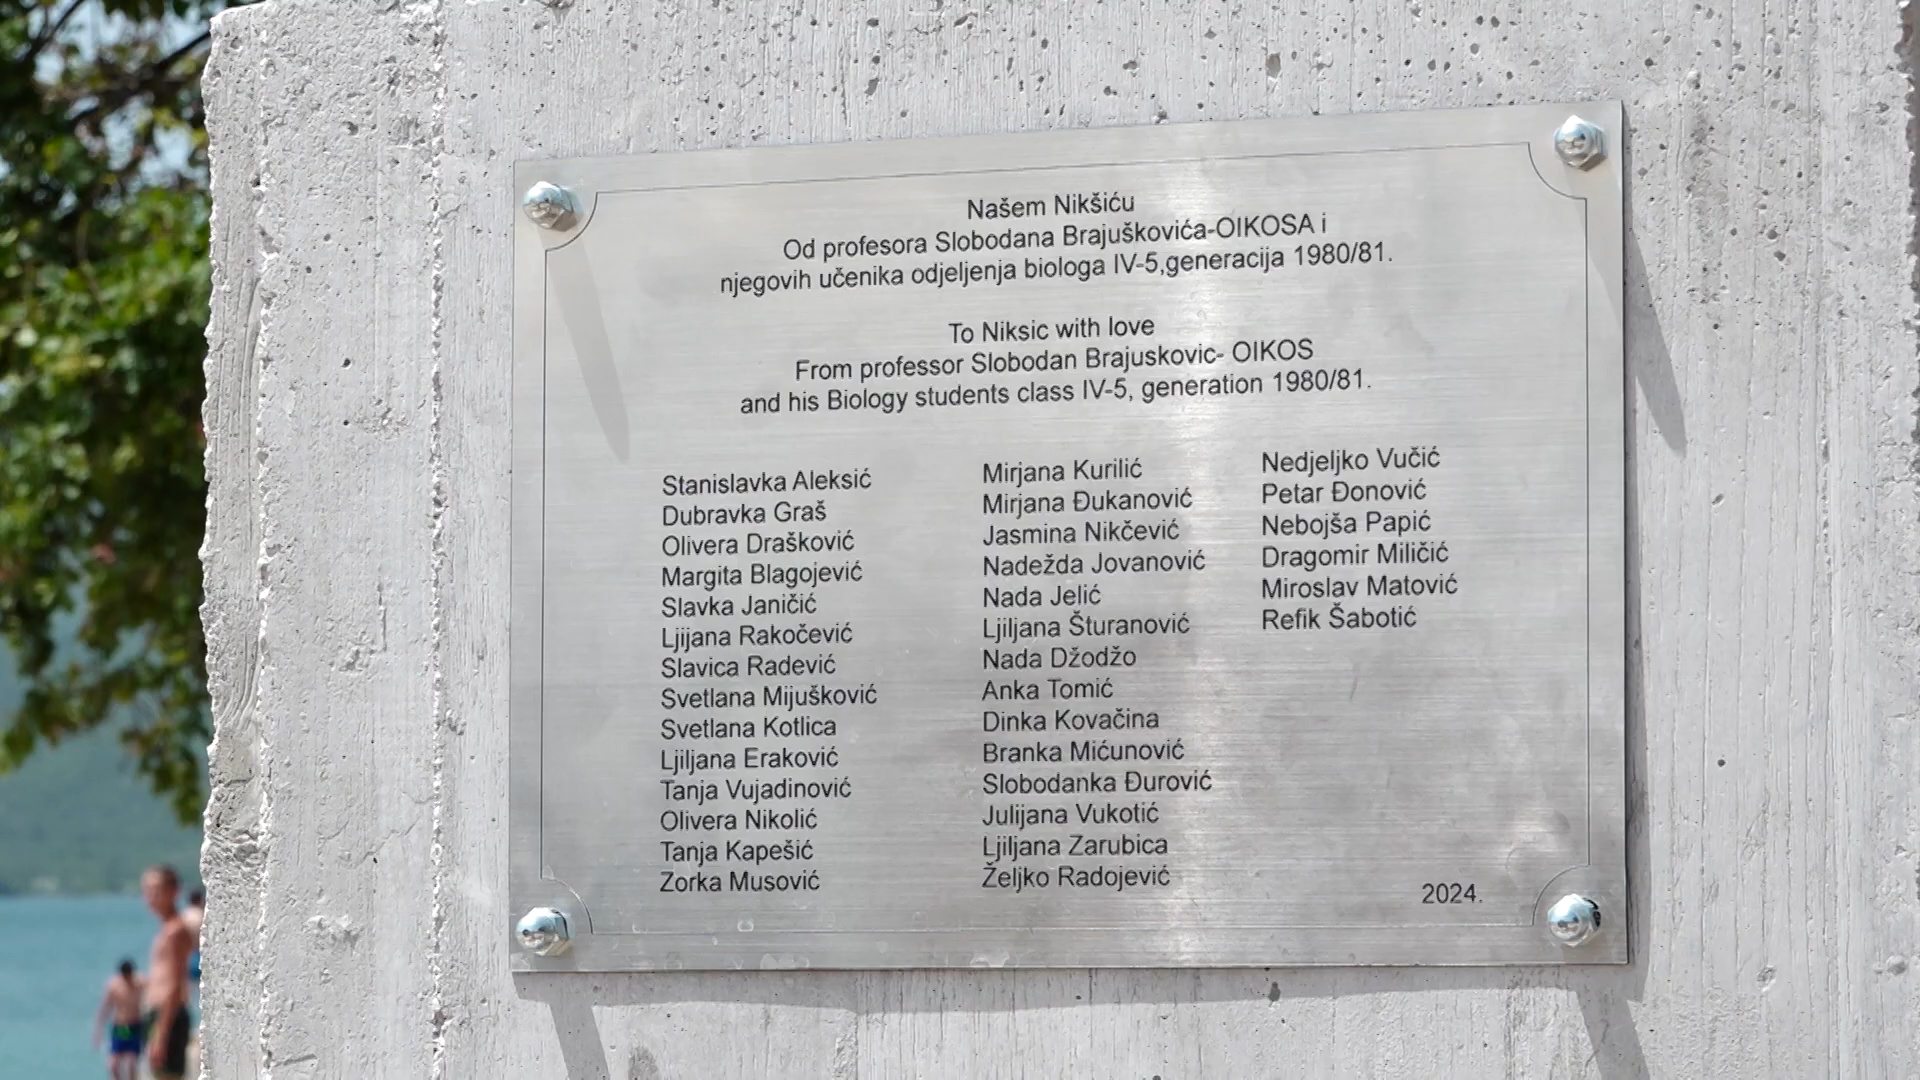 Našem Nikšiću
Od profesora Slobodana Brajuškovića-OIKOSA i
njegovih učenika odjeljenja biologa IV-5,generacija 1980/81.
To Niksic with love
From professor Slobodan Brajuskovic- OIKOS
and his Biology students class IV-5, generation 1980/81.
Stanislavka Aleksić
Dubravka Graš
Olivera Drašković
Margita Blagojević
Slavka Janičić
Ljijana Rakočević
Slavica Radević
Svetlana Mijušković
Svetlana Kotlica
Ljiljana Eraković
Tanja Vujadinović
Olivera Nikolić
Tanja Kapešić
Zorka Musović
Mirjana Kurilić
Mirjana Đukanović
Jasmina Nikčević
Nadežda Jovanović
Nada Jelić
Ljiljana Šturanović
Nada Džodžo
Anka Tomić
Dinka Kovačina
Branka Mićunović
Slobodanka Đurović
Julijana Vukotić
Ljiljana Zarubica
Željko Radojević
Nedjeljko Vučić
Petar Đonović
Nebojša Papić
Dragomir Miličić
Miroslav Matović
Refik Šabotić
2024.